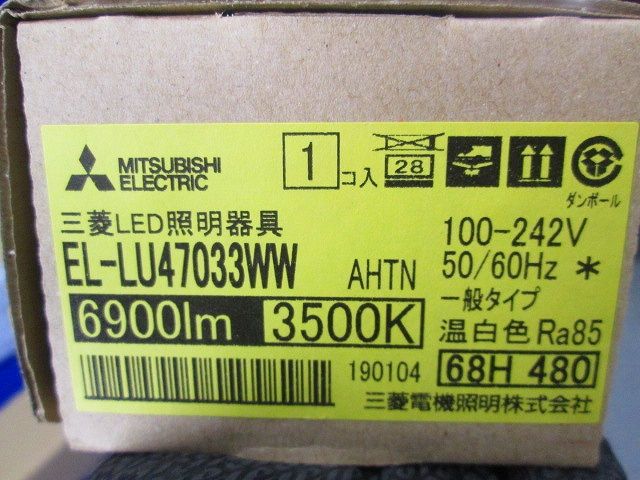 MITSUBISHI
ELECTRIC
1 コ入
28
ダンボール
三菱LED照明器具
EL-LU47033WW AHTN
100-242V
50/60Hz *
一般タイプ
6900lm 3500K
温白色 Ra85
190104
68H 480
三菱電機照明株式会社